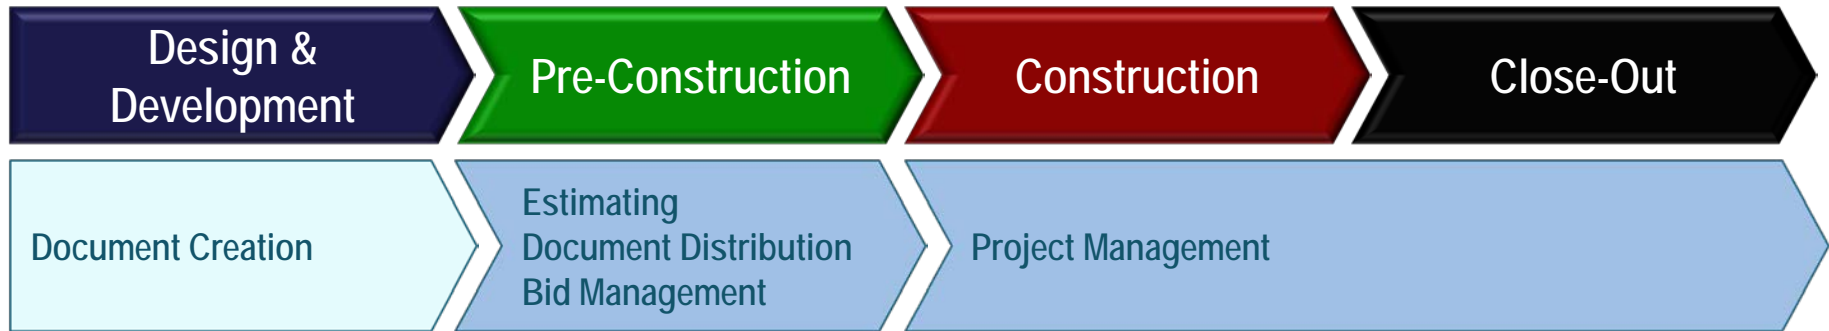 Design &
Development
Pre-Construction
Construction
Close-Out
Document Creation
Estimating
Document Distribution
Bid Management
Project Management